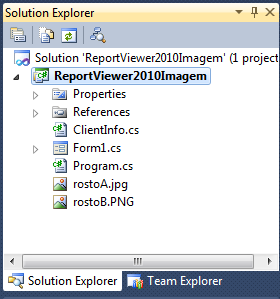 Solution Explorer
Solution 'ReportViewer2010Imagem' (1 project
ReportViewer2010Imagem
Properties
References
ClientInfo.cs
Form1.cs
Program.cs
rostoA.jpg
rostoB.PNG
Solution Explorer Team Explorer